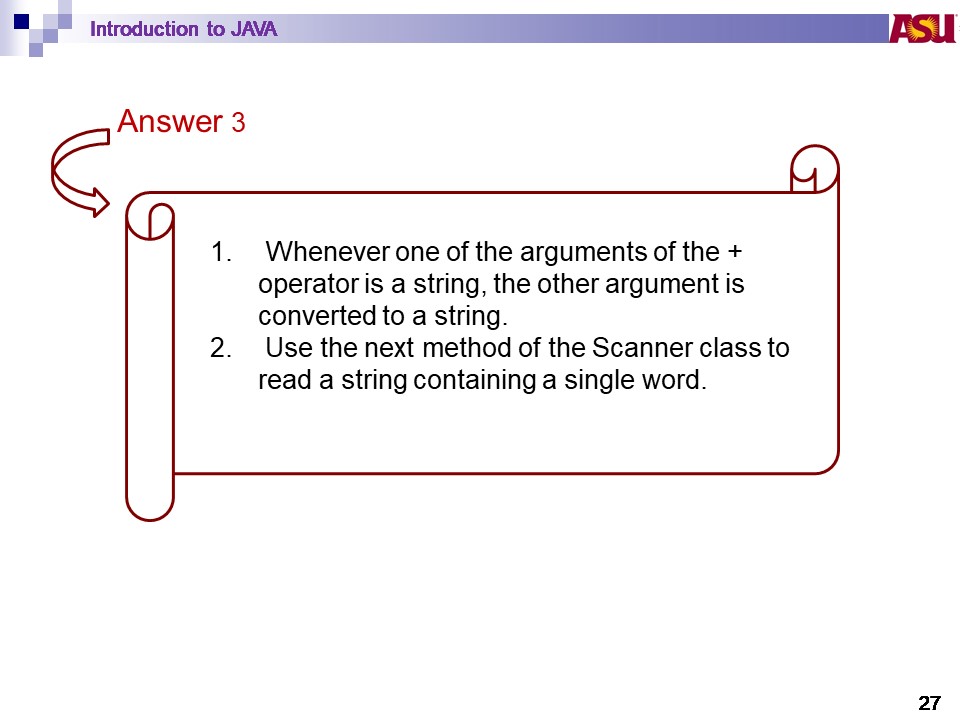 Introduction to JAVA
ASU
Answer 3
1. Whenever one of the arguments of the +
operator is a string, the other argument is
converted to a string.
2. Use the next method of the Scanner class to
read a string containing a single word.
27